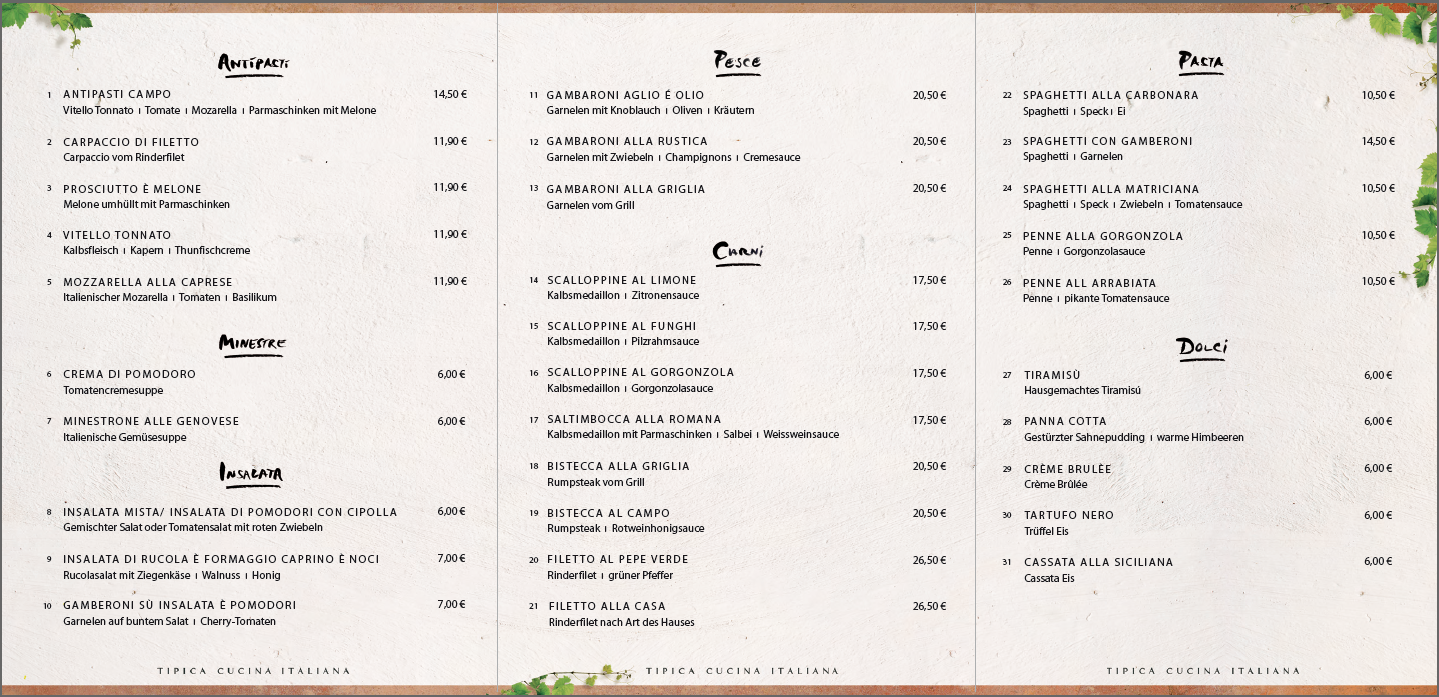 Antipasti
1 ANTIPASTI CAMPO 14,50 €
Vitello Tonnato ı Tomate ı Mozarella ı Parmaschinken mit Melone
2 CARPACCIO DI FILETTO 11,90 €
Carpaccio vom Rinderfilet
3 PROSCIUTTO È MELONE 11,90 €
Melone umhüllt mit Parmaschinken
4 VITELLO TONNATO 11,90 €
Kalbsfleisch ı Kapern ı Thunfischcreme
5 MOZZARELLA ALLA CAPRESE 11,90 €
Italienischer Mozarella ı Tomaten ı Basilikum
Minestre
6 CREMA DI POMODORO 6,00 €
Tomatencremesuppe
7 MINESTRONE ALLE GENOVESE 6,00 €
Italienische Gemüsesuppe
Insalata
8 INSALATA MISTA/ INSALATA DI POMODORI CON CIPOLLA 6,00 €
Gemischter Salat oder Tomatensalat mit roten Zwiebeln
9 INSALATA DI RUCOLA È FORMAGGIO CAPRINO È NOCI 7,00 €
Rucolasalat mit Ziegenkäse ı Walnuss ı Honig
10 GAMBERONI SÙ INSALATA È POMODORI 7,00 €
Garnelen auf buntem Salat ı Cherry-Tomaten
TIPICA CUCINA ITALIANA
Pesce
11 GAMBARONI AGLIO É OLIO 20,50 €
Garnelen mit Knoblauch ı Oliven ı Kräutern
12 GAMBARONI ALLA RUSTICA 20,50 €
Garnelen mit Zwiebeln ı Champignons ı Cremesauce
13 GAMBARONI ALLA GRIGLIA 20,50 €
Garnelen vom Grill
Carni
14 SCALLOPPINE AL LIMONE 17,50 €
Kalbsmedaillon ı Zitronensauce
15 SCALLOPPINE AL FUNGHI 17,50 €
Kalbsmedaillon ı Pilzrahmsauce
16 SCALLOPPINE AL GORGONZOLA 17,50 €
Kalbsmedaillon ı Gorgonzolasauce
17 SALTIMBOCCA ALLA ROMANA 17,50 €
Kalbsmedaillon mit Parmaschinken ı Salbei ı Weissweinsauce
18 BISTECCA ALLA GRIGLIA 20,50 €
Rumpsteak vom Grill
19 BISTECCA AL CAMPO 20,50 €
Rumpsteak ı Rotweinhonigsauce
20 FILETTO AL PEPE VERDE 26,50 €
Rinderfilet ı grüner Pfeffer
21 FILETTO ALLA CASA 26,50 €
Rinderfilet nach Art des Hauses
TIPICA CUCINA ITALIANA
Pasta
22 SPAGHETTI ALLA CARBONARA 10,50 €
Spaghetti ı Speck ı Ei
23 SPAGHETTI CON GAMBERONI 14,50 €
Spaghetti ı Garnelen
24 SPAGHETTI ALLA MATRICIANA 10,50 €
Spaghetti ı Speck ı Zwiebeln ı Tomatensauce
25 PENNE ALLA GORGONZOLA 10,50 €
Penne ı Gorgonzolasauce
26 PENNE ALL ARRABIATA 10,50 €
Penne ı pikante Tomatensauce
Dolci
27 TIRAMISÙ 6,00 €
Hausgemachtes Tiramisú
28 PANNA COTTA 6,00 €
Gestürzter Sahnepudding ı warme Himbeeren
29 CRÈME BRULÈE 6,00 €
Crème Brûlée
30 TARTUFO NERO 6,00 €
Trüffel Eis
31 CASSATA ALLA SICILIANA 6,00 €
Cassata Eis
TIPICA CUCINA ITALIANA